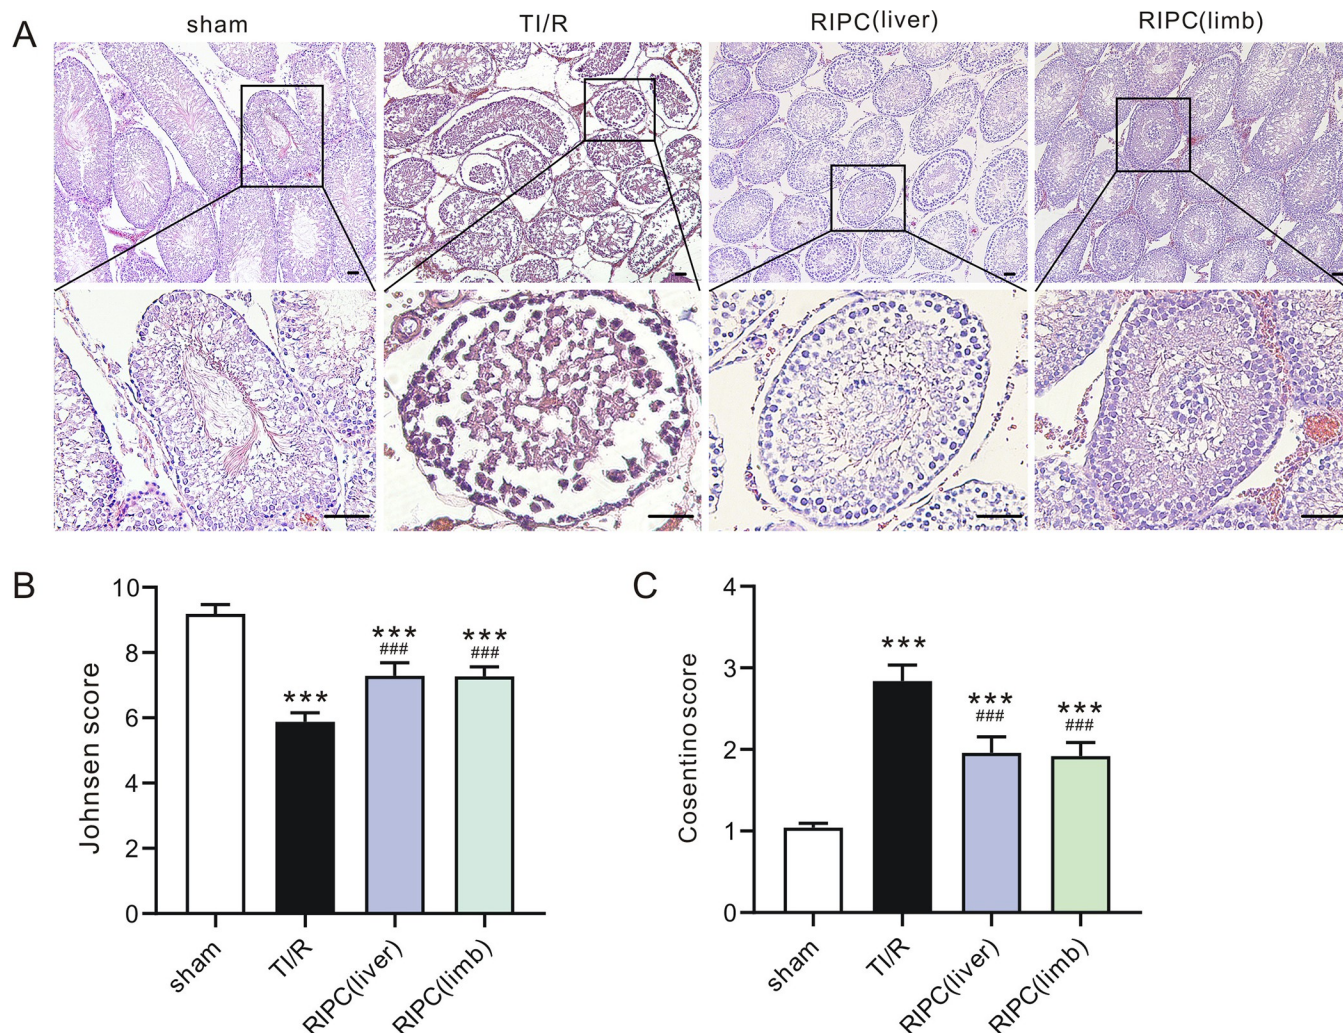 A
sham
TI/R
RIPC(liver)
RIPC(limb)
B
Johnsen score
10
8
6
4
2
0
***
***
###
***
###
sham
TI/R
RIPC(liver)
RIPC(limb)
C
Cosentino score
4
3
2
1
0
***
***
###
***
###
sham
TI/R
RIPC(liver)
RIPC(limb)